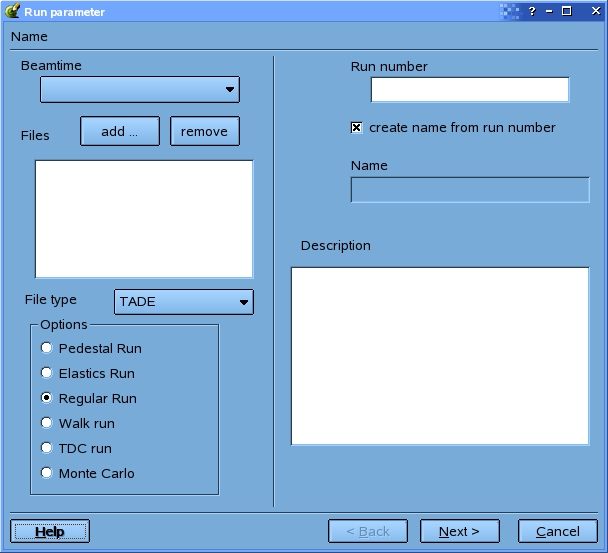 Run parameter
Name
Beamtime
Files
add ...
remove
File type
TADE
Options
Pedestal Run
Elastics Run
Regular Run
Walk run
TDC run
Monte Carlo
Run number
create name from run number
Name
Description
Help
< Back
Next >
Cancel